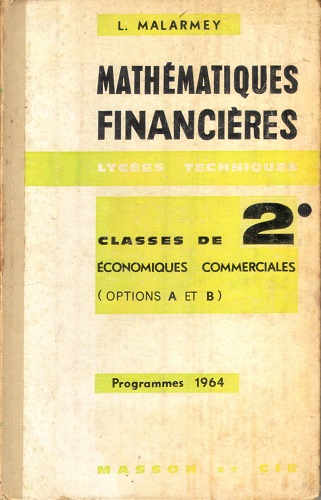 L. MALARMEY
MATHÉMATIQUES
FINANCIÈRES
LYCÉES TECHNIQUES
CLASSES DE 2e
ÉCONOMIQUES COMMERCIALES
(OPTIONS A ET B)
Programmes 1964
MASSON ET CIE